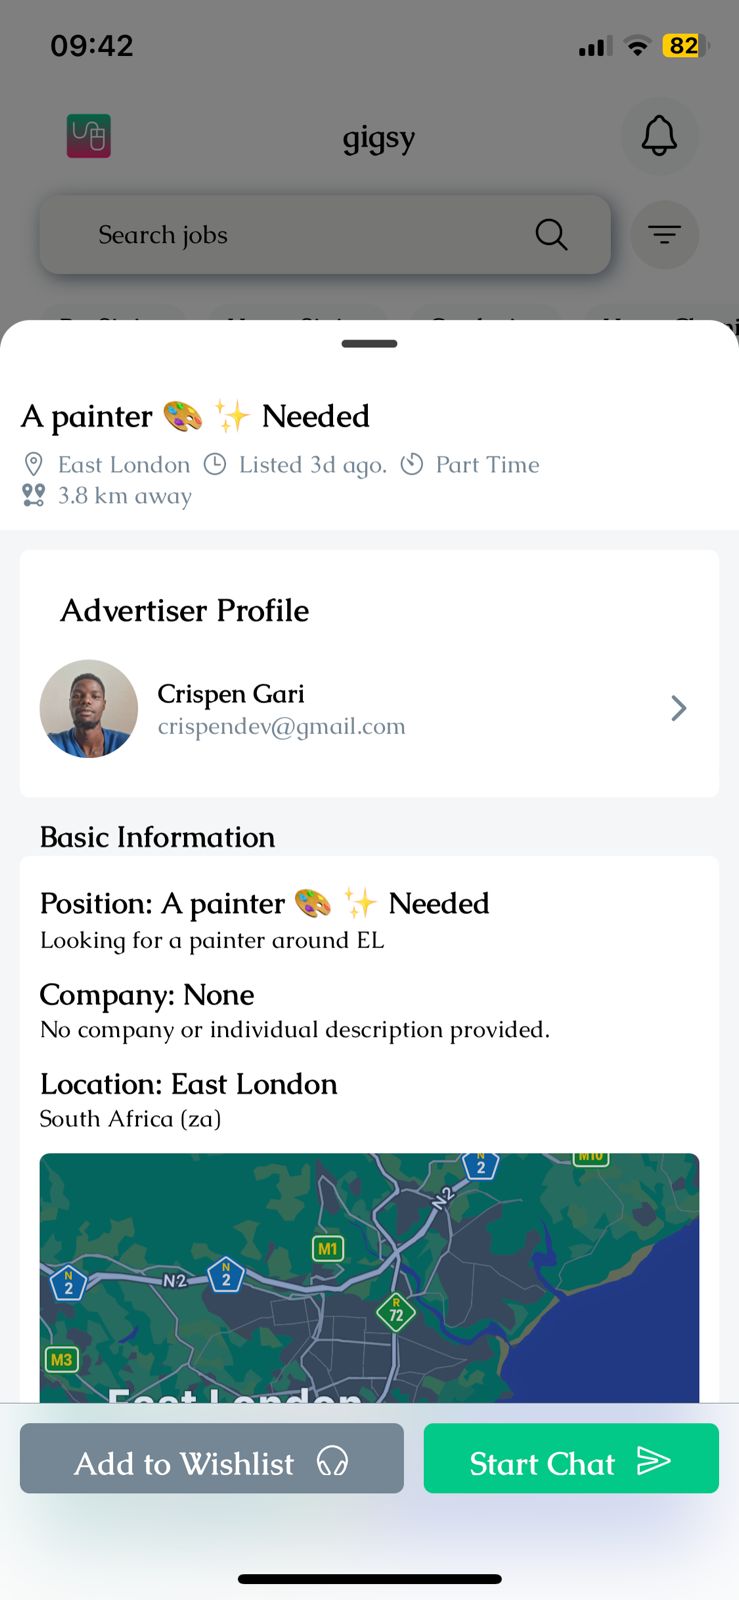 09:42
82
gigsy
Search jobs
A painter 🎨 ✨ Needed
East London Listed 3d ago. Part Time
3.8 km away
Advertiser Profile
Crispen Gari
crispendev@gmail.com
Basic Information
Position: A painter 🎨 ✨ Needed
Looking for a painter around EL
Company: None
No company or individual description provided.
Location: East London
South Africa (za)
N 2
M10
N2
M1
N 2
N2
N 2
R 72
M3
East London
Add to Wishlist
Start Chat